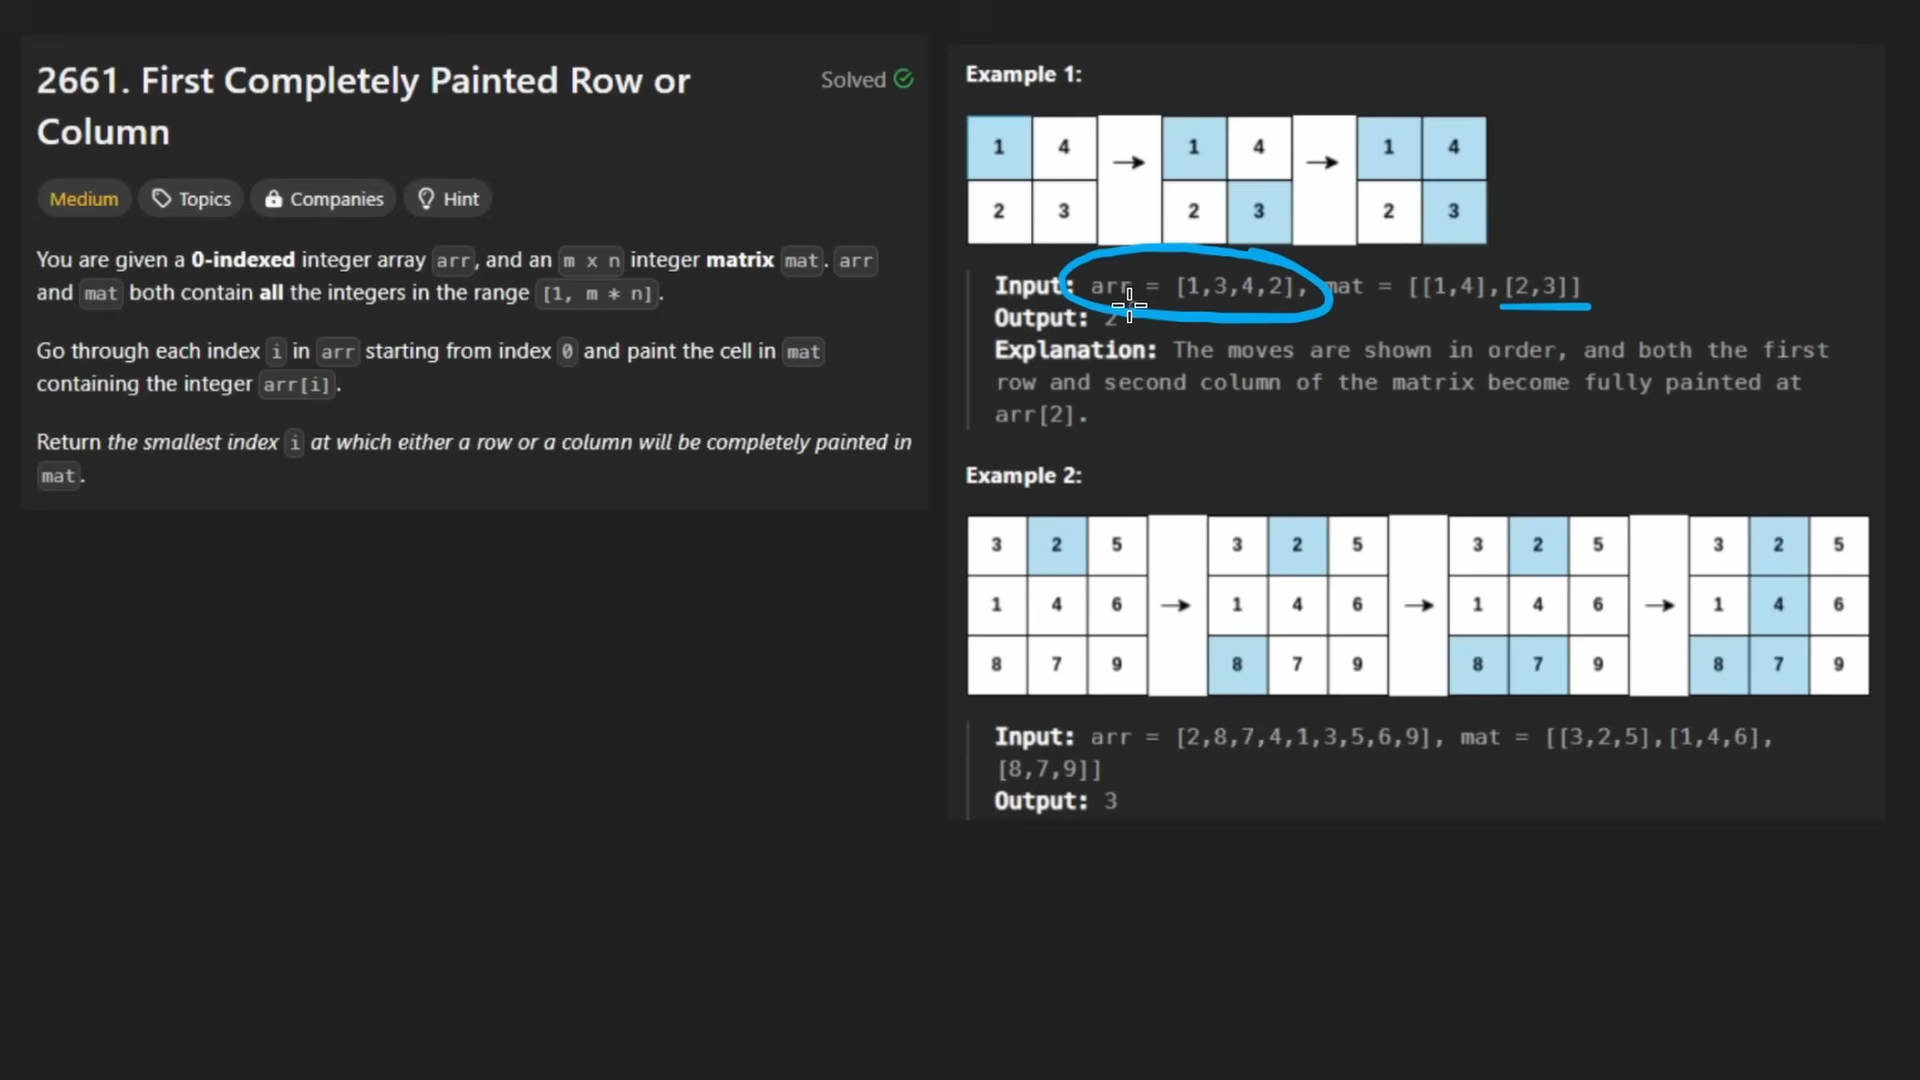 2661. First Completely Painted Row or
Column
Solved
Medium Topics Companies Hint
You are given a 0-indexed integer array arr, and an m x n integer matrix mat. arr
and mat both contain all the integers in the range [1, m * n].
Go through each index i in arr starting from index 0 and paint the cell in mat
containing the integer arr[i].
Return the smallest index i at which either a row or a column will be completely painted in
mat.
Example 1:
1 4 → 1 4 → 1 4
2 3 2 3 2 3
Input: arr = [1,3,4,2], mat = [[1,4],[2,3]]
Output: 2
Explanation: The moves are shown in order, and both the first
row and second column of the matrix become fully painted at
arr[2].
Example 2:
3 2 5 3 2 5 3 2 5 3 2 5
1 4 6 → 1 4 6 → 1 4 6 → 1 4 6
8 7 9 8 7 9 8 7 9 8 7 9
Input: arr = [2,8,7,4,1,3,5,6,9], mat = [[3,2,5],[1,4,6],
[8,7,9]]
Output: 3